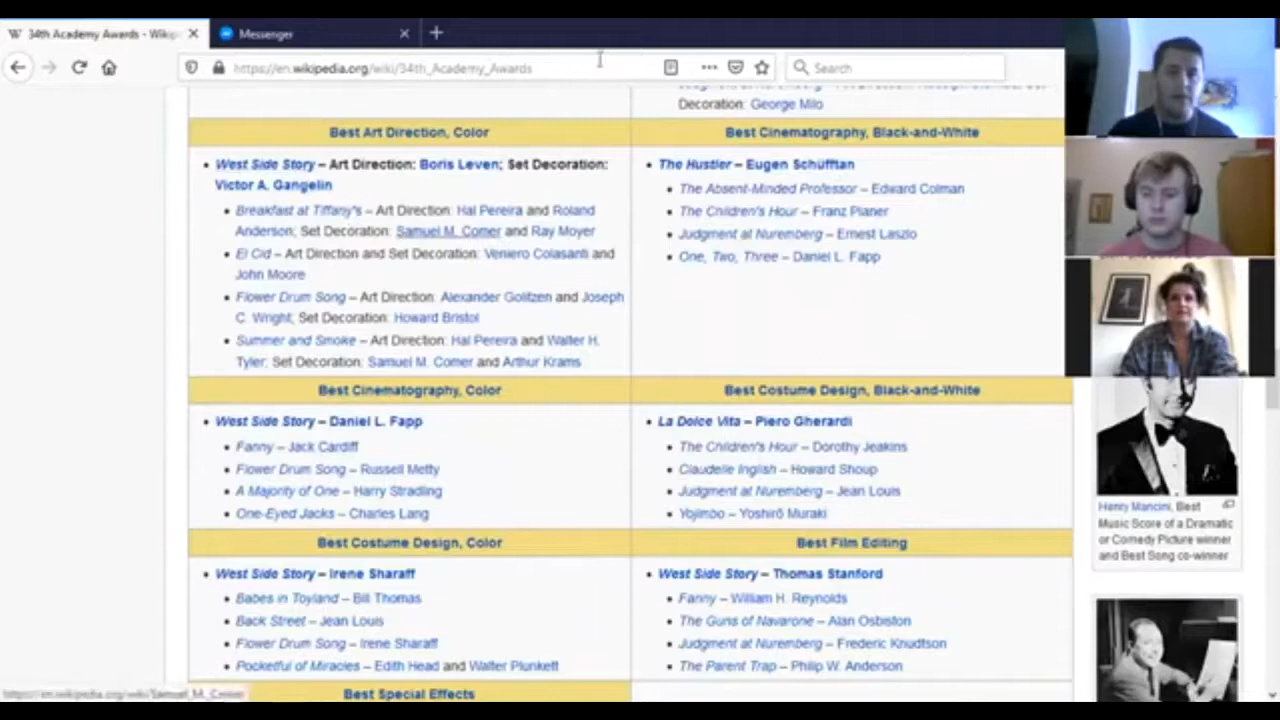 34th Academy Awards - Wikip
Messenger
https://en.wikipedia.org/wiki/34th_Academy_Awards
Search
Decoration: George Milo
Best Art Direction, Color
Best Cinematography, Black-and-White
West Side Story – Art Direction: Boris Leven; Set Decoration:
Victor A. Gangelin
Breakfast at Tiffany's – Art Direction: Hal Pereira and Roland
Anderson; Set Decoration: Samuel M. Comer and Ray Moyer
El Cid – Art Direction and Set Decoration: Veniero Colasanti and
John Moore
Flower Drum Song – Art Direction: Alexander Golitzen and Joseph
C. Wright; Set Decoration: Howard Bristol
Summer and Smoke – Art Direction: Hal Pereira and Walter H.
Tyler; Set Decoration: Samuel M. Comer and Arthur Krams
The Hustler – Eugen Schüfftan
The Absent-Minded Professor – Edward Colman
The Children's Hour – Franz Planer
Judgment at Nuremberg – Ernest Laszlo
One, Two, Three – Daniel L. Fapp
Best Cinematography, Color
Best Costume Design, Black-and-White
West Side Story – Daniel L. Fapp
Fanny – Jack Cardiff
Flower Drum Song – Russell Metty
A Majority of One – Harry Stradling
One-Eyed Jacks – Charles Lang
La Dolce Vita – Piero Gherardi
The Children's Hour – Dorothy Jeakins
Claudelle Inglish – Howard Shoup
Judgment at Nuremberg – Jean Louis
Yojimbo – Yoshirō Muraki
Best Costume Design, Color
Best Film Editing
West Side Story – Irene Sharaff
Babes in Toyland – Bill Thomas
Back Street – Jean Louis
Flower Drum Song – Irene Sharaff
Pocketful of Miracles – Edith Head and Walter Plunkett
West Side Story – Thomas Stanford
Fanny – William H. Reynolds
The Guns of Navarone – Alan Osbiston
Judgment at Nuremberg – Frederic Knudtson
The Parent Trap – Philip W. Anderson
Best Special Effects
Henry Mancini, Best
Music Score of a Dramatic
or Comedy Picture winner
and Best Song co-winner
https://en.wikipedia.org/wiki/Samuel_M._Comer